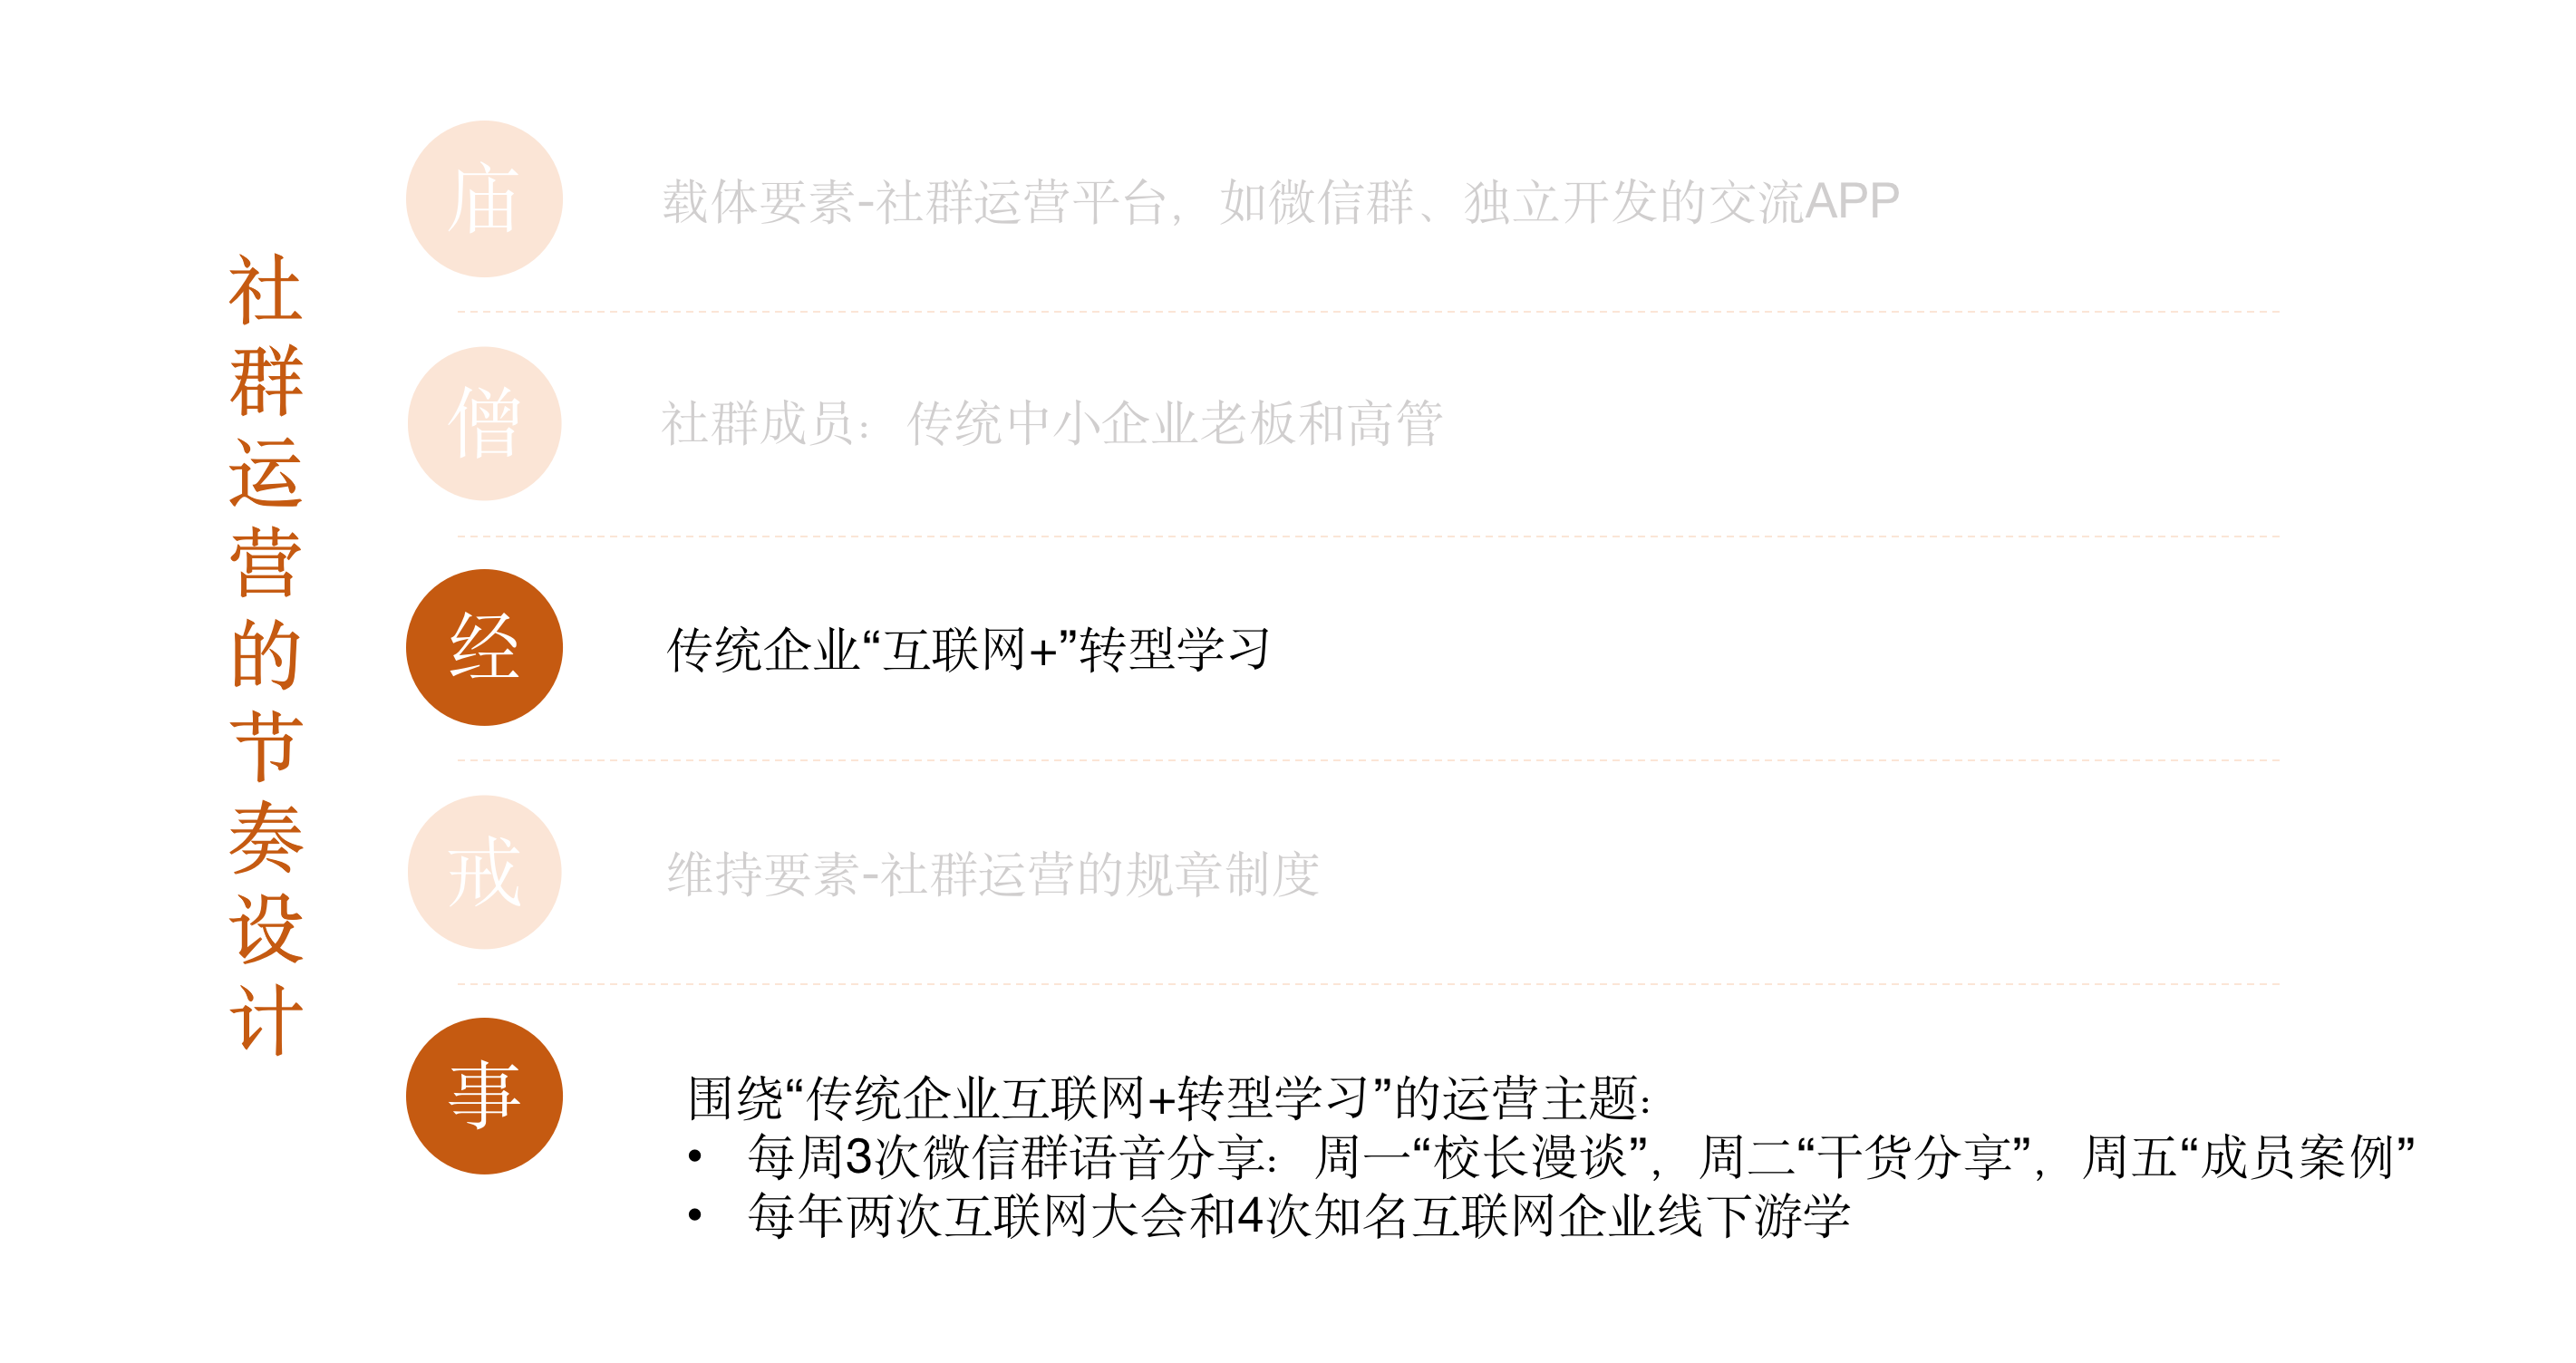 社群运营的节奏设计
庙
载体要素-社群运营平台，如微信群、独立开发的交流APP
僧
社群成员：传统中小企业老板和高管
经
传统企业“互联网+”转型学习
戒
维持要素-社群运营的规章制度
事
围绕“传统企业互联网+转型学习”的运营主题：
• 每周3次微信群语音分享：周一“校长漫谈”，周二“干货分享”，周五“成员案例”
• 每年两次互联网大会和4次知名互联网企业线下游学